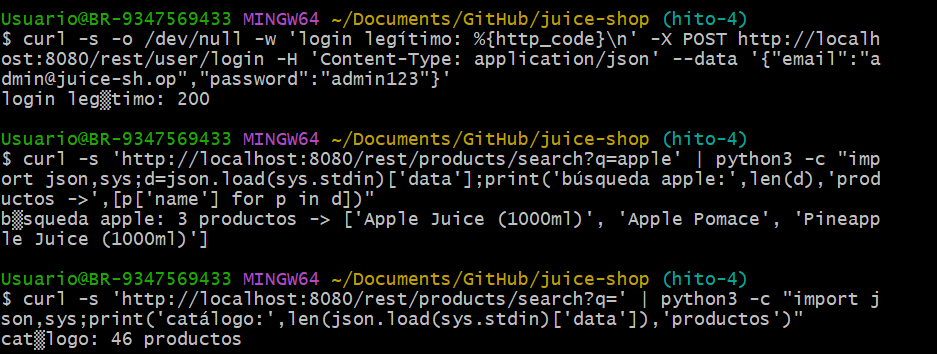 Usuario@BR-9347569433 MINGW64 ~/Documents/GitHub/juice-shop (hito-4)
$ curl -s -o /dev/null -w 'login legítimo: %{http_code}\n' -X POST http://localh
ost:8080/rest/user/login -H 'Content-Type: application/json' --data '{"email":"a
dmin@juice-sh.op","password":"admin123"}'
login leg▒timo: 200
Usuario@BR-9347569433 MINGW64 ~/Documents/GitHub/juice-shop (hito-4)
$ curl -s 'http://localhost:8080/rest/products/search?q=apple' | python3 -c "imp
ort json,sys;d=json.load(sys.stdin)['data'];print('búsqueda apple:',len(d),'prod
uctos ->',[p['name'] for p in d])"
b▒squeda apple: 3 productos -> ['Apple Juice (1000ml)', 'Apple Pomace', 'Pineapp
le Juice (1000ml)']
Usuario@BR-9347569433 MINGW64 ~/Documents/GitHub/juice-shop (hito-4)
$ curl -s 'http://localhost:8080/rest/products/search?q=' | python3 -c "import j
son,sys;print('catálogo:',len(json.load(sys.stdin)['data']),'productos')"
cat▒logo: 46 productos